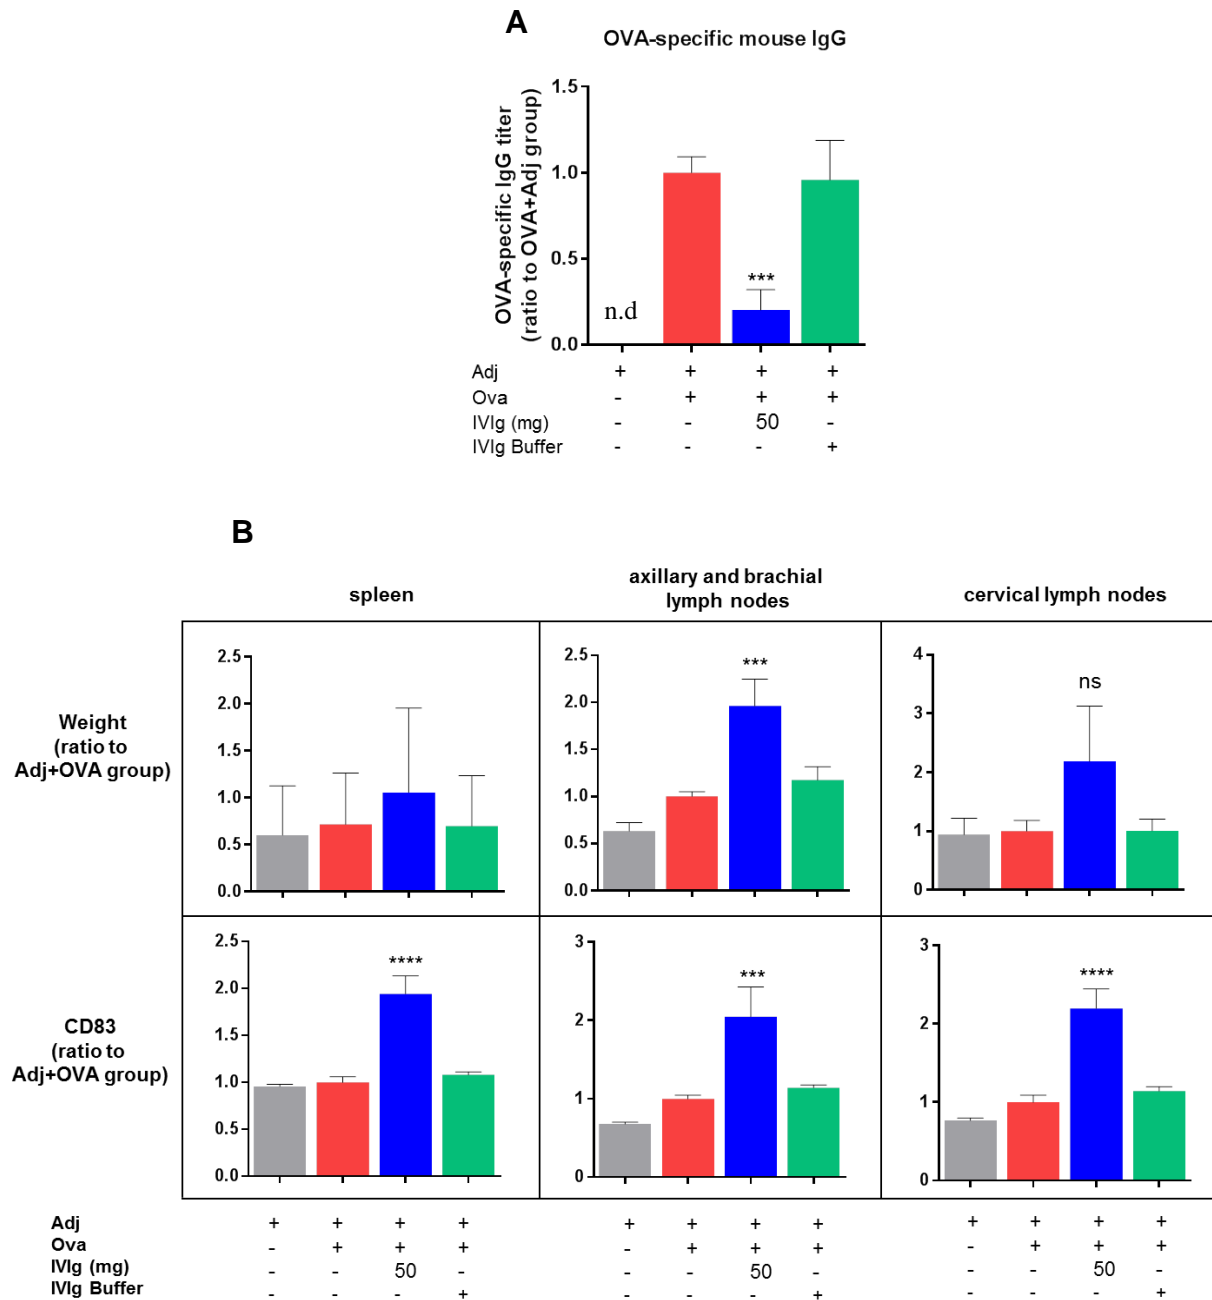 A
OVA-specific mouse IgG
OVA-specific IgG titer
(ratio to OVA+Adj group)
1.5
1.0
0.5
0.0
n.d
***
Adj + + + +
Ova - + + +
IVIg (mg) - - 50 -
IVIg Buffer - - - +
B
spleen
axillary and brachial
lymph nodes
cervical lymph nodes
Weight
(ratio to
Adj+OVA group)
2.5
2.0
1.5
1.0
0.5
0.0
2.5
2.0
1.5
1.0
0.5
0.0
***
4
3
2
1
0
ns
CD83
(ratio to
Adj+OVA group)
2.5
2.0
1.5
1.0
0.5
0.0
****
3
2
1
0
***
3
2
1
0
****
Adj + + + + + + + + + + + +
Ova - + + + - + + + - + + +
IVIg (mg) - - 50 - - - 50 - - - 50 -
IVIg Buffer - - - + - - - + - - - +